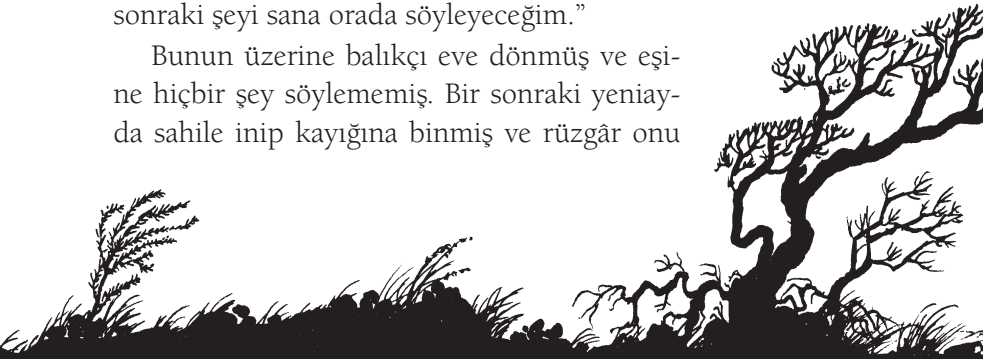 sonraki şeyi sana orada söyleyeceğim.”
Bunun üzerine balıkçı eve dönmüş ve eşi-
ne hiçbir şey söylememiş. Bir sonraki yeniay-
da sahile inip kayığına binmiş ve rüzgâr onu